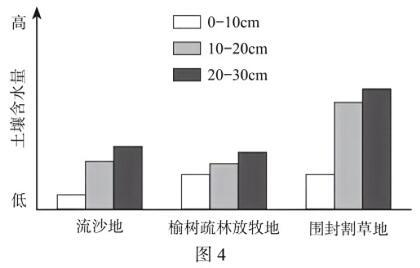 高
0-10cm
10-20cm
20-30cm
土壤含水量
低
流沙地
榆树疏林放牧地
围封割草地
图4